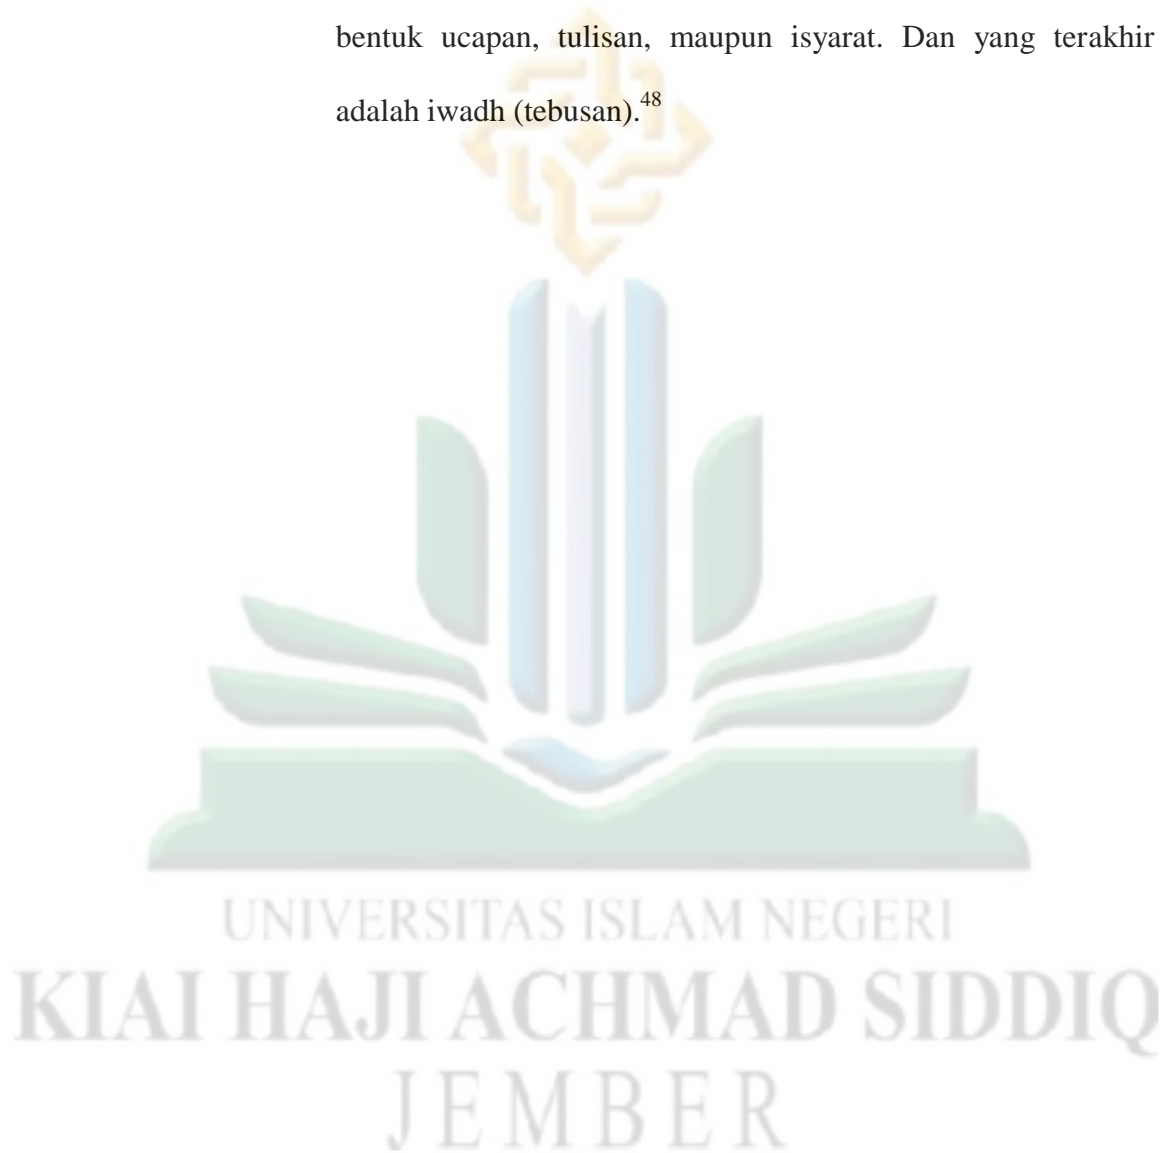 bentuk ucapan, tulisan, maupun isyarat. Dan yang terakhir
adalah iwadh (tebusan).48
UNIVERSITAS ISLAM NEGERI
KIAI HAJI ACHMAD SIDDIQ
JEMBER